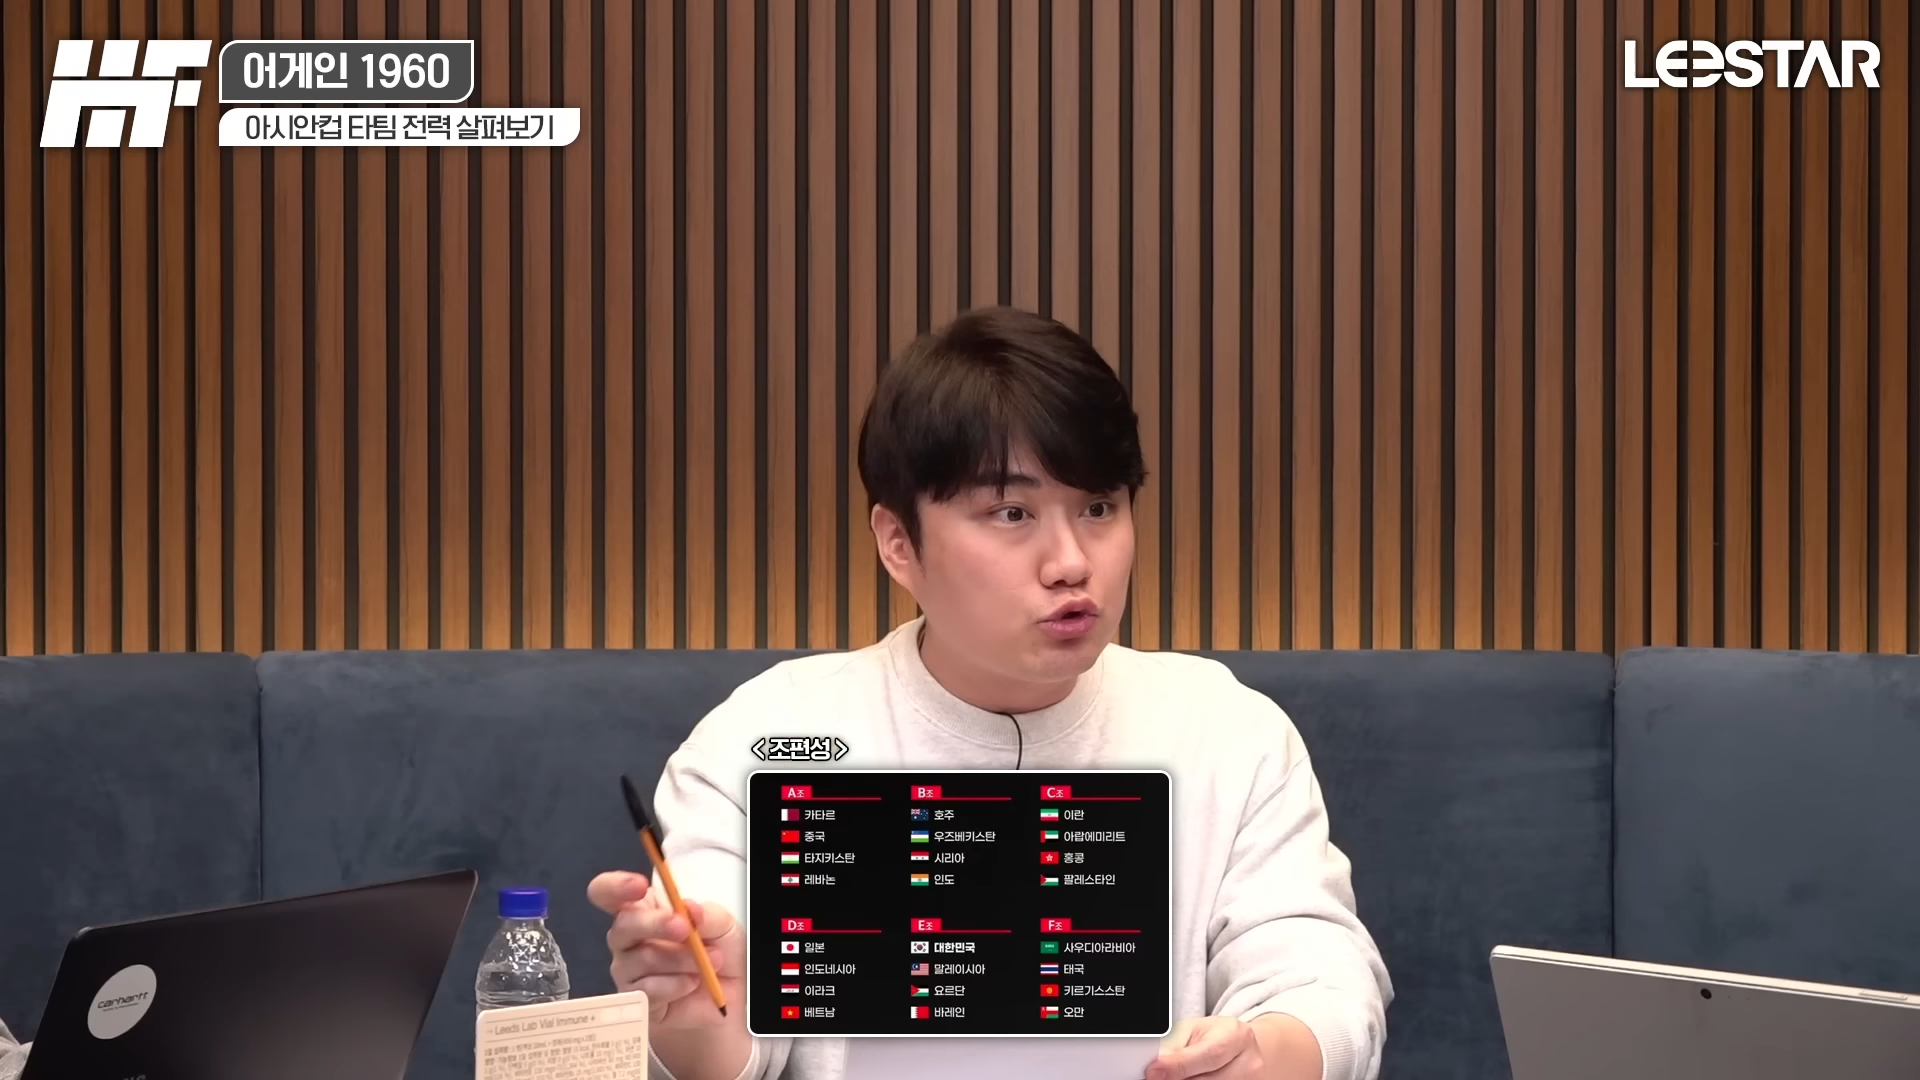 HF
어게인 1960
아시안컵 타팀 전력 살펴보기
LEESTAR
<조편성>
A조
카타르
중국
타지키스탄
레바논
B조
호주
우즈베키스탄
시리아
인도
C조
이란
아랍에미리트
홍콩
팔레스타인
D조
일본
인도네시아
이라크
베트남
E조
대한민국
말레이시아
요르단
바레인
F조
사우디아라비아
태국
키르기스스탄
오만
carhartt
Leeds Lab Vial Immune +